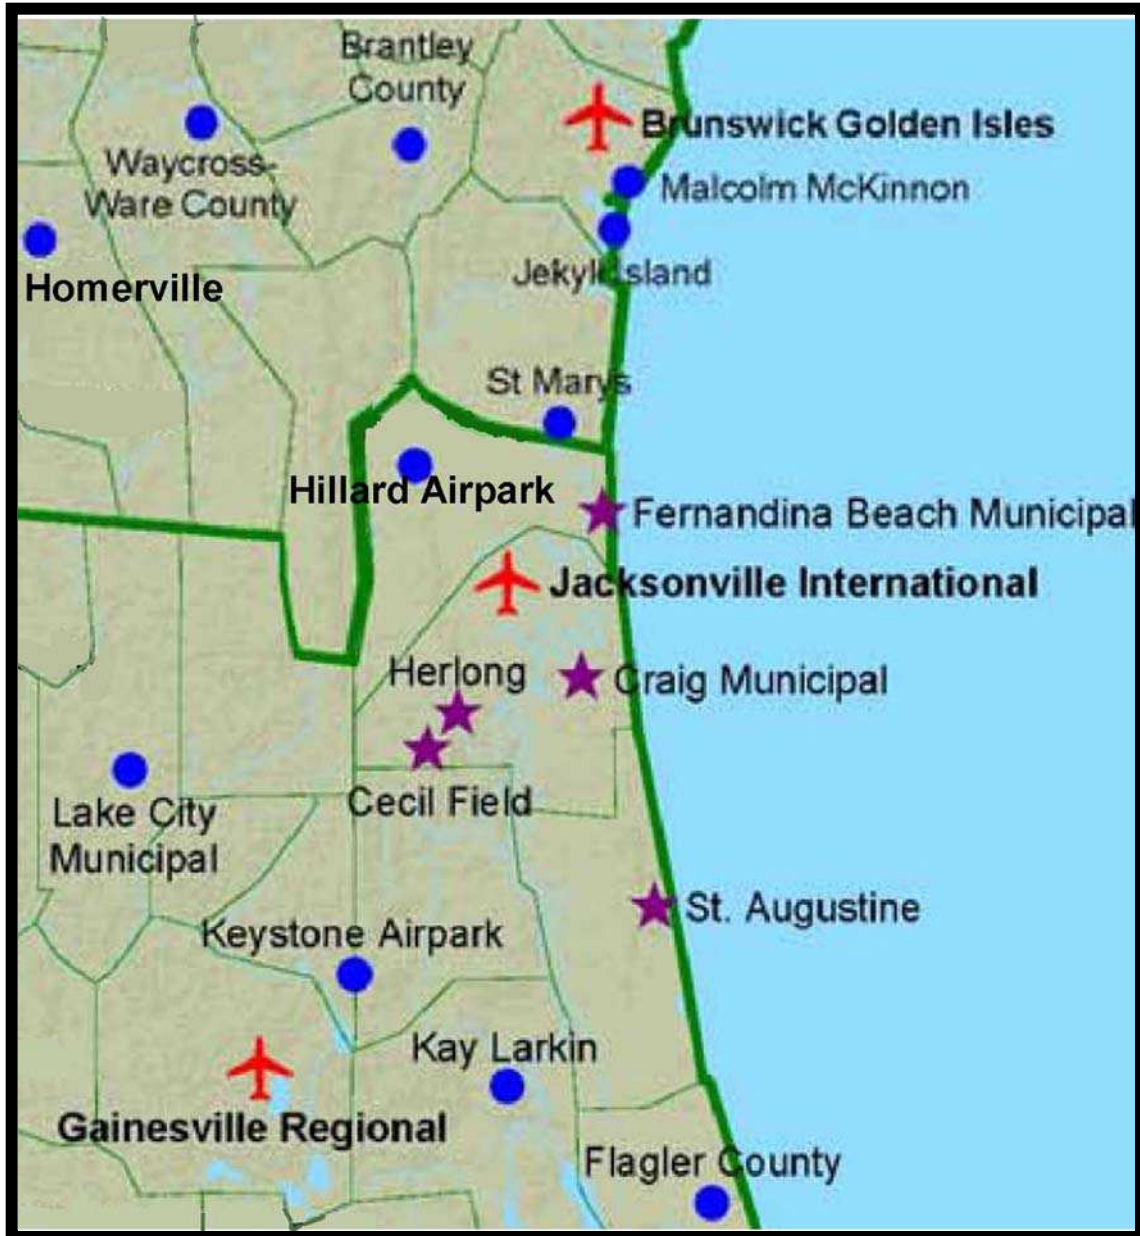 Brantley
County
Brunswick Golden Isles
Waycross-
Ware County
Malcolm McKinnon
Homerville
Jekyll Island
St Marys
Hillard Airpark
Fernandina Beach Municipal
Jacksonville International
Herlong
Craig Municipal
Cecil Field
Lake City
Municipal
St. Augustine
Keystone Airpark
Kay Larkin
Gainesville Regional
Flagler County